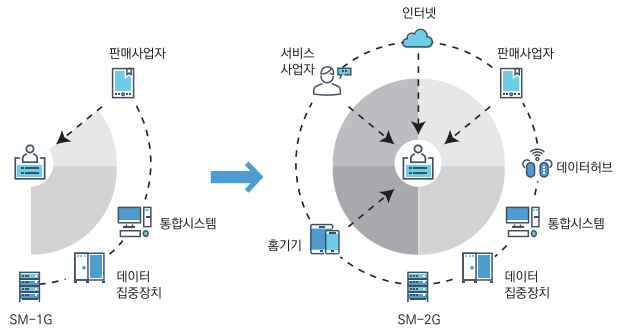 판매사업자
통합시스템
데이터
집중장치
SM-1G
인터넷
서비스
사업자
판매사업자
데이터허브
통합시스템
데이터
집중장치
홈기기
SM-2G